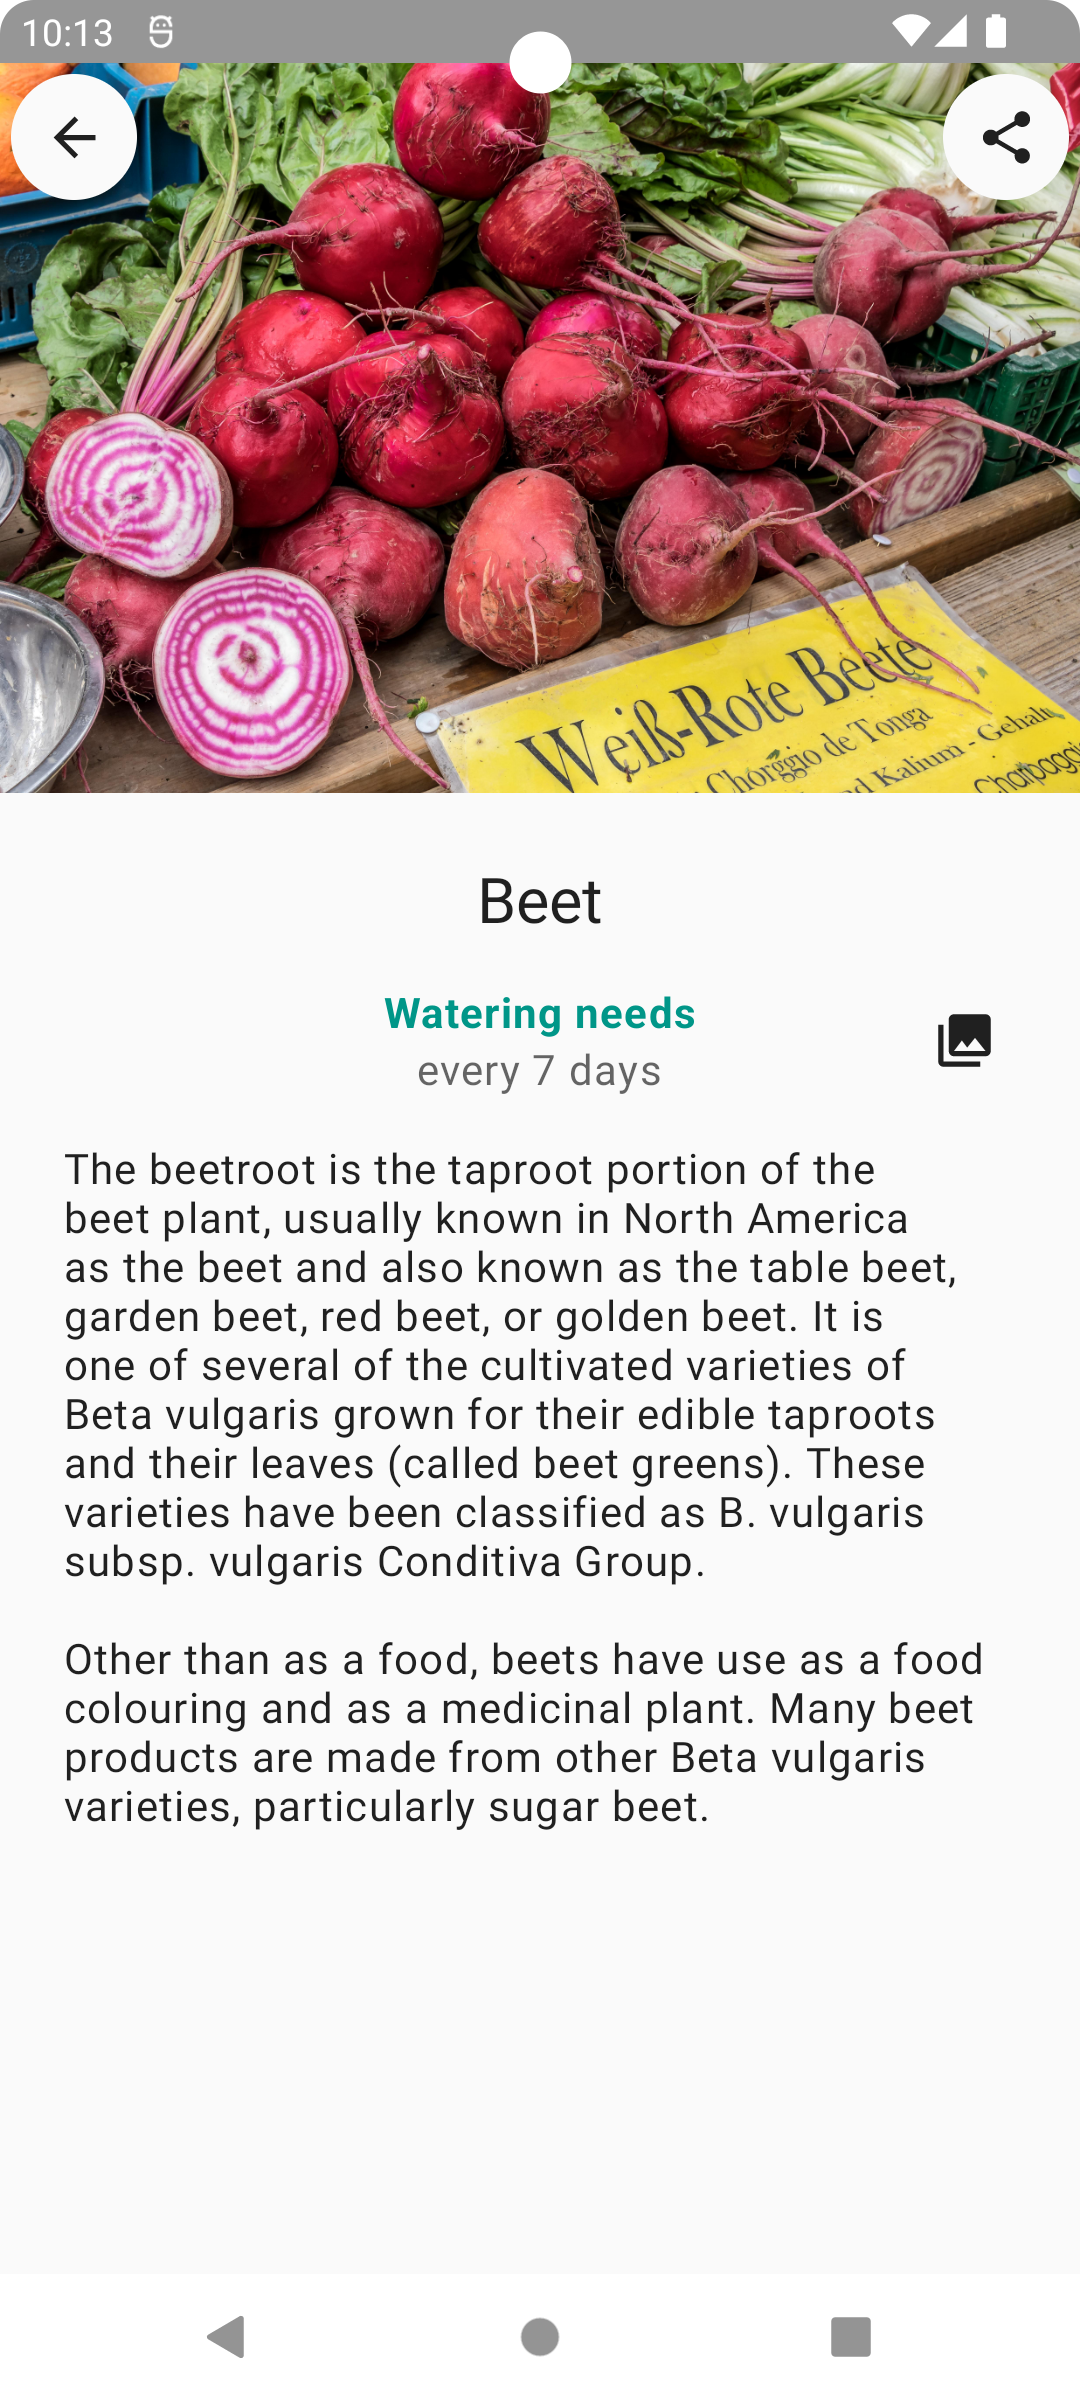 10:13
Weiß-Rote Beete
Chorggio de Tonga
Kalium - Gehalt
Beet
Watering needs
every 7 days
The beetroot is the taproot portion of the
beet plant, usually known in North America
as the beet and also known as the table beet,
garden beet, red beet, or golden beet. It is
one of several of the cultivated varieties of
Beta vulgaris grown for their edible taproots
and their leaves (called beet greens). These
varieties have been classified as B. vulgaris
subsp. vulgaris Conditiva Group.
Other than as a food, beets have use as a food
colouring and as a medicinal plant. Many beet
products are made from other Beta vulgaris
varieties, particularly sugar beet.